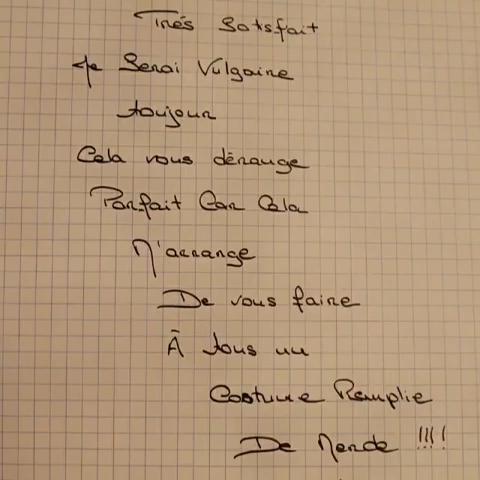 Très Satsfait
Je Serai Vulgaire
toujour
Cela vous dérange
Parfait Car Cela
M'arrange
De vous faire
À tous un
Costume Remplie
De Merde !!!!